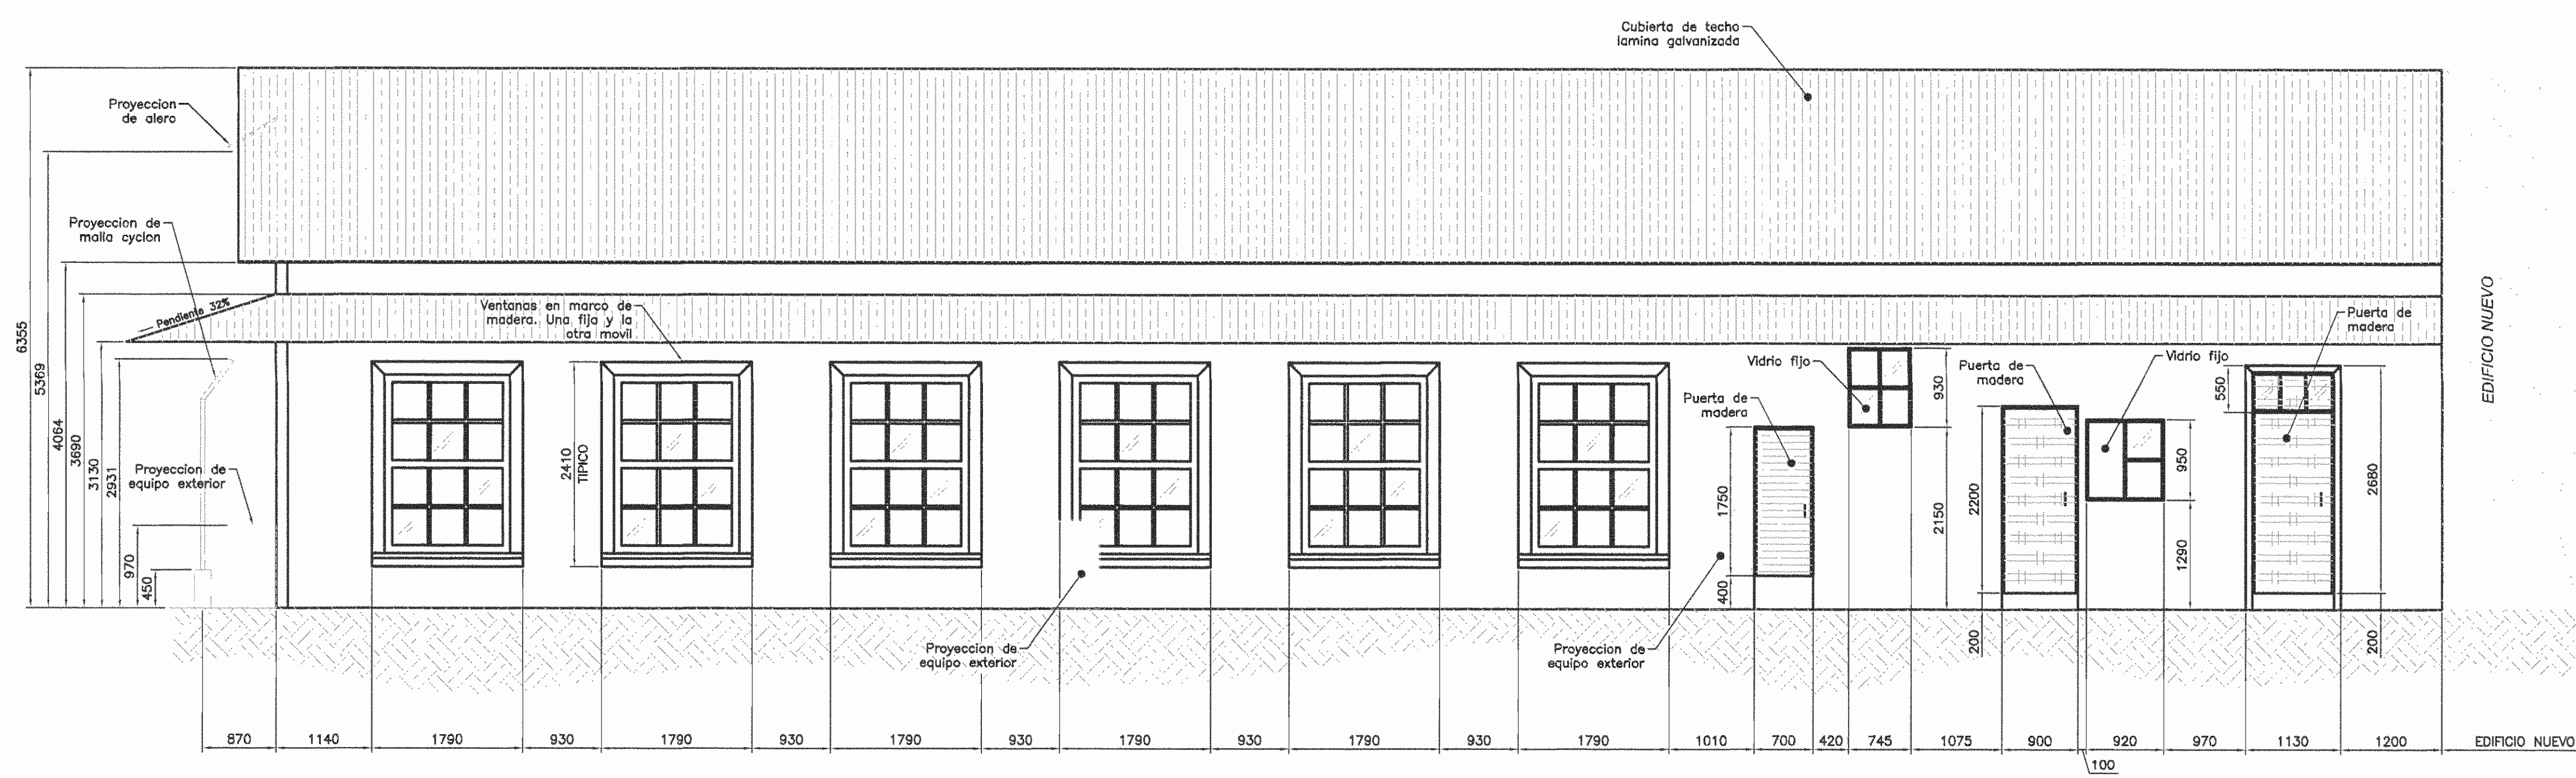 Cubierta de techo
lamina galvanizada
Proyeccion
de alero
Proyeccion de
malla cyclon
Pendiente 32%
Ventanas en marco de
madera. Una fija y la
otra movil
Puerta de
madera
EDIFICIO NUEVO
Vidrio fijo
Puerta de
madera
Vidrio fijo
Puerta de
madera
Proyeccion de
equipo exterior
6355
5369
4064
3690
3130
2931
970
450
2410
TIPICO
1750
400
930
2150
2200
200
950
1290
550
2680
200
Proyeccion de
equipo exterior
Proyeccion de
equipo exterior
870 1140 1790 930 1790 930 1790 930 1790 930 1790 930 1790 1010 700 420 745 1075 900 920 970 1130 1200 EDIFICIO NUEVO
100